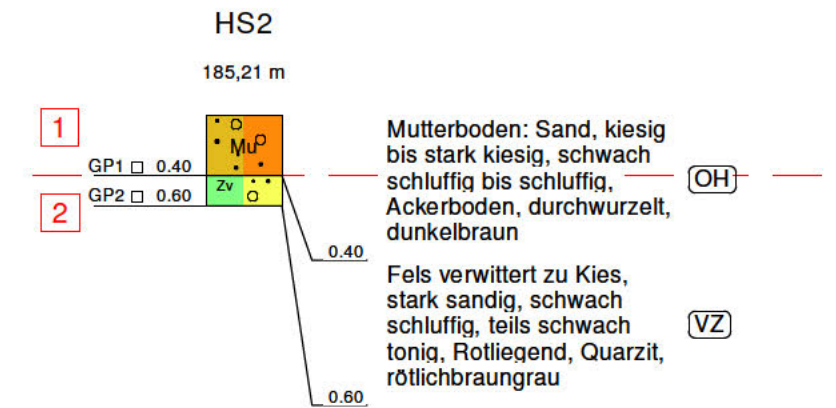 HS2
185,21 m
1
Mu
GP1 0.40
Zv
GP2 0.60
2
Mutterboden: Sand, kiesig
bis stark kiesig, schwach
schluffig bis schluffig,
Ackerboden, durchwurzelt,
dunkelbraun
OH
0.40
Fels verwittert zu Kies,
stark sandig, schwach
schluffig, teils schwach
tonig, Rotliegend, Quarzit,
rötlichbraungrau
VZ
0.60